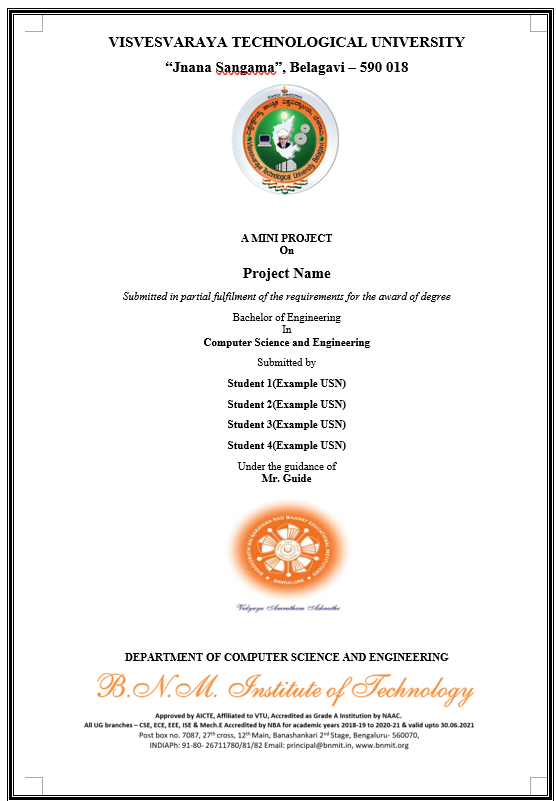 VISVESVARAYA TECHNOLOGICAL UNIVERSITY
“Jnana Sangama”, Belagavi – 590 018
Visvesvaraya Technological University, Belagavi
A MINI PROJECT
On
Project Name
Submitted in partial fulfilment of the requirements for the award of degree
Bachelor of Engineering
In
Computer Science and Engineering
Submitted by
Student 1(Example USN)
Student 2(Example USN)
Student 3(Example USN)
Student 4(Example USN)
Under the guidance of
Mr. Guide
BANGALORE
Vidyaya Amrutham Ashnuthe
DEPARTMENT OF COMPUTER SCIENCE AND ENGINEERING
B.N.M. Institute of Technology
Approved by AICTE, Affiliated to VTU, Accredited as Grade A Institution by NAAC.
All UG branches – CSE, ECE, EEE, ISE & Mech.E Accredited by NBA for academic years 2018-19 to 2020-21 & valid upto 30.06.2021
Post box no. 7087, 27th cross, 12th Main, Banashankari 2nd Stage, Bengaluru- 560070,
INDIAPh: 91-80- 26711780/81/82 Email: principal@bnmit.in, www.bnmit.org